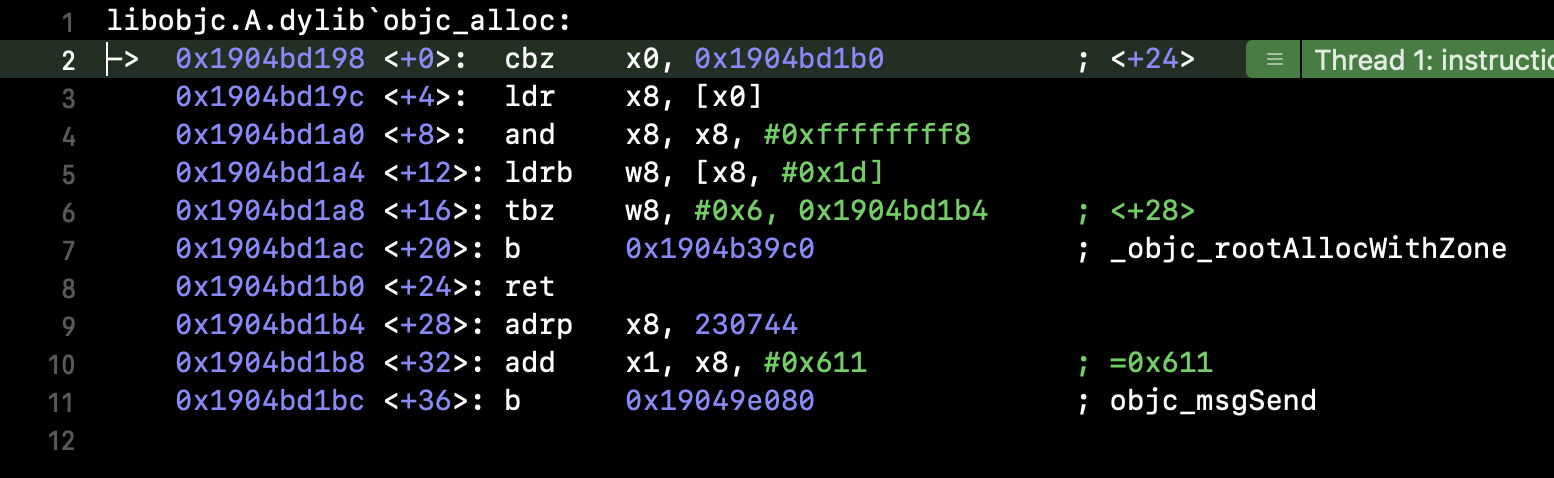 1 libobjc.A.dylib`objc_alloc:
2 -> 0x1904bd198 <+0>: cbz x0, 0x1904bd1b0 ; <+24> Thread 1: instructio
3 0x1904bd19c <+4>: ldr x8, [x0]
4 0x1904bd1a0 <+8>: and x8, x8, #0xffffffff8
5 0x1904bd1a4 <+12>: ldrb w8, [x8, #0x1d]
6 0x1904bd1a8 <+16>: tbz w8, #0x6, 0x1904bd1b4 ; <+28>
7 0x1904bd1ac <+20>: b 0x1904b39c0 ; _objc_rootAllocWithZone
8 0x1904bd1b0 <+24>: ret
9 0x1904bd1b4 <+28>: adrp x8, 230744
10 0x1904bd1b8 <+32>: add x1, x8, #0x611 ; =0x611
11 0x1904bd1bc <+36>: b 0x19049e080 ; objc_msgSend
12